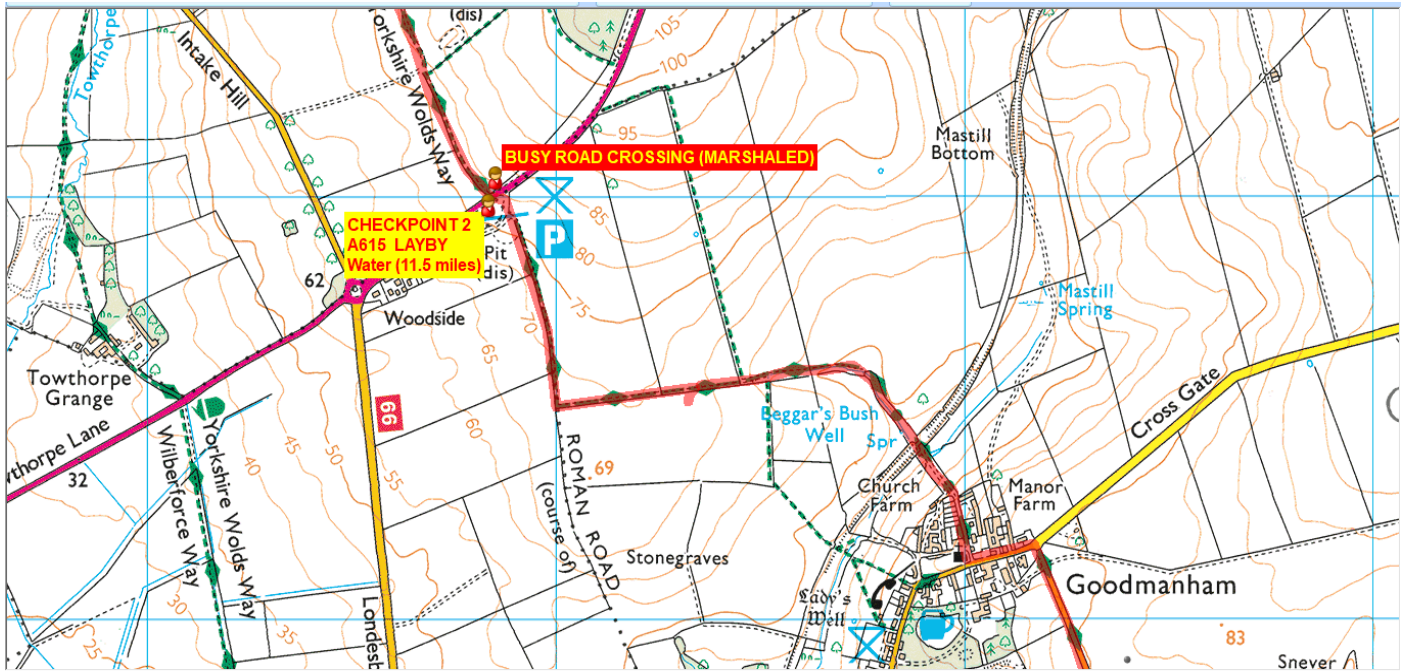 Towthorpe
Intake Hill
Yorkshire Wolds Way
(dis)
105
100
95
BUSY ROAD CROSSING (MARSHALED)
Mastill
Bottom
CHECKPOINT 2
A615 LAYBY
Water (11.5 miles)
P
85
80
75
70
65
Pit
(dis)
62
Woodside
Mastill
Spring
Towthorpe
Grange
Cross Gate
66
60
Beggar's Bush
Well
Spr
wthorpe Lane
32
Wilberforce Way
Yorkshire Wolds Way
40
45
50
55
ROMAN ROAD
(course of)
69
Church
Farm
Manor
Farm
Stonegraves
Goodmanham
Lady's
Well
30
35
25
Londesb
83
Snever